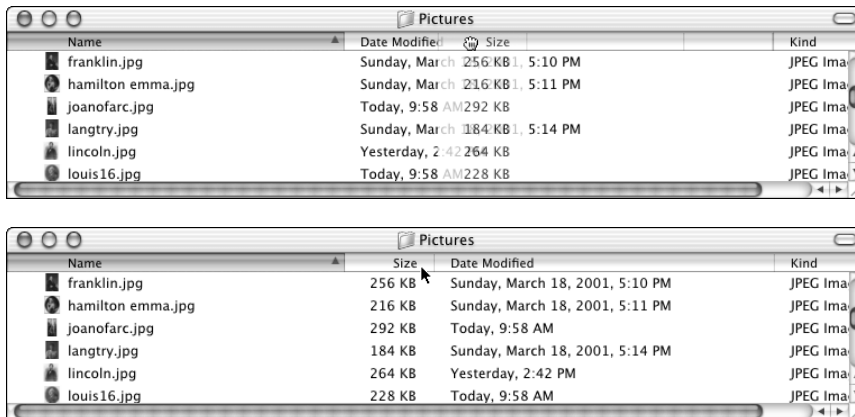 Pictures
Name Date Modified Size Kind
franklin.jpg Sunday, March 256 KB 1, 5:10 PM JPEG Ima
hamilton emma.jpg Sunday, March 216 KB 1, 5:11 PM JPEG Ima
joanofarc.jpg Today, 9:58 AM 292 KB JPEG Ima
langtry.jpg Sunday, March 184 KB 1, 5:14 PM JPEG Ima
lincoln.jpg Yesterday, 2:42 264 KB JPEG Ima
louis16.jpg Today, 9:58 AM 228 KB JPEG Ima
Pictures
Name Size Date Modified Kind
franklin.jpg 256 KB Sunday, March 18, 2001, 5:10 PM JPEG Ima
hamilton emma.jpg 216 KB Sunday, March 18, 2001, 5:11 PM JPEG Ima
joanofarc.jpg 292 KB Today, 9:58 AM JPEG Ima
langtry.jpg 184 KB Sunday, March 18, 2001, 5:14 PM JPEG Ima
lincoln.jpg 264 KB Yesterday, 2:42 PM JPEG Ima
louis16.jpg 228 KB Today, 9:58 AM JPEG Ima